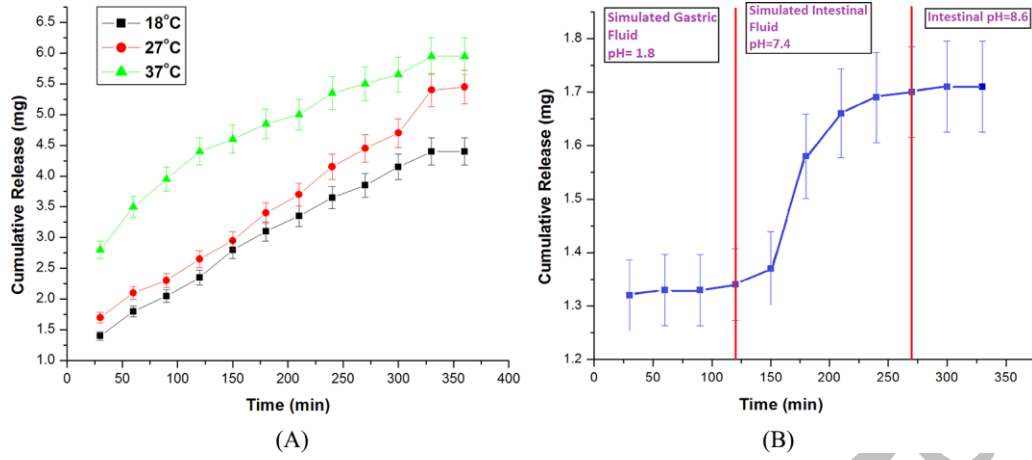 18°C
27°C
37°C
6.5
6.0
5.5
5.0
4.5
4.0
3.5
3.0
2.5
2.0
1.5
1.0
Cumulative Release (mg)
0 50 100 150 200 250 300 350 400
Time (min)
(A)
Simulated Gastric
Fluid
pH= 1.8
Simulated Intestinal
Fluid
pH=7.4
Intestinal pH=8.6
1.8
1.7
1.6
1.5
1.4
1.3
1.2
Cumulative Release (mg)
0 50 100 150 200 250 300 350
Time (min)
(B)